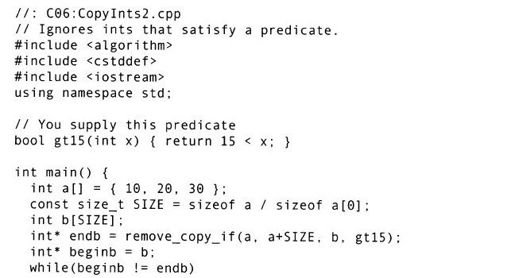 //: C06:CopyInts2.cpp
// Ignores ints that satisfy a predicate.
#include <algorithm>
#include <cstddef>
#include <iostream>
using namespace std;

// You supply this predicate
bool gt15(int x) { return 15 < x; }

int main() {
  int a[] = { 10, 20, 30 };
  const size_t SIZE = sizeof a / sizeof a[0];
  int b[SIZE];
  int* endb = remove_copy_if(a, a+SIZE, b, gt15);
  int* beginb = b;
  while(beginb != endb)